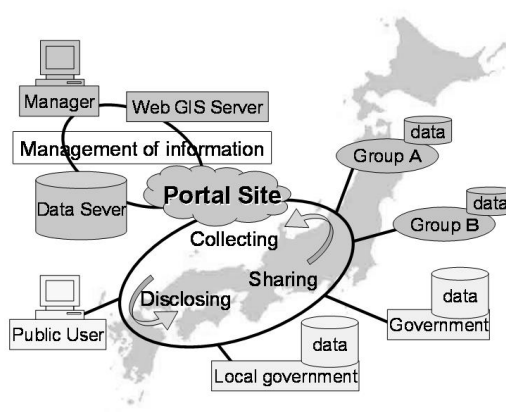 Manager
Web GIS Server
Management of information
Data Sever
Portal Site
data
Group A
data
Group B
Collecting
Sharing
Disclosing
Public User
data
Government
data
Local government